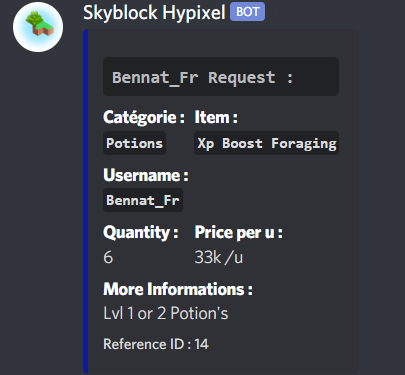 Skyblock Hypixel BOT
Bennat_Fr Request :
Catégorie : Item :
Potions Xp Boost Foraging
Username :
Bennat_Fr
Quantity : Price per u :
6 33k /u
More Informations :
Lvl 1 or 2 Potion's
Reference ID : 14